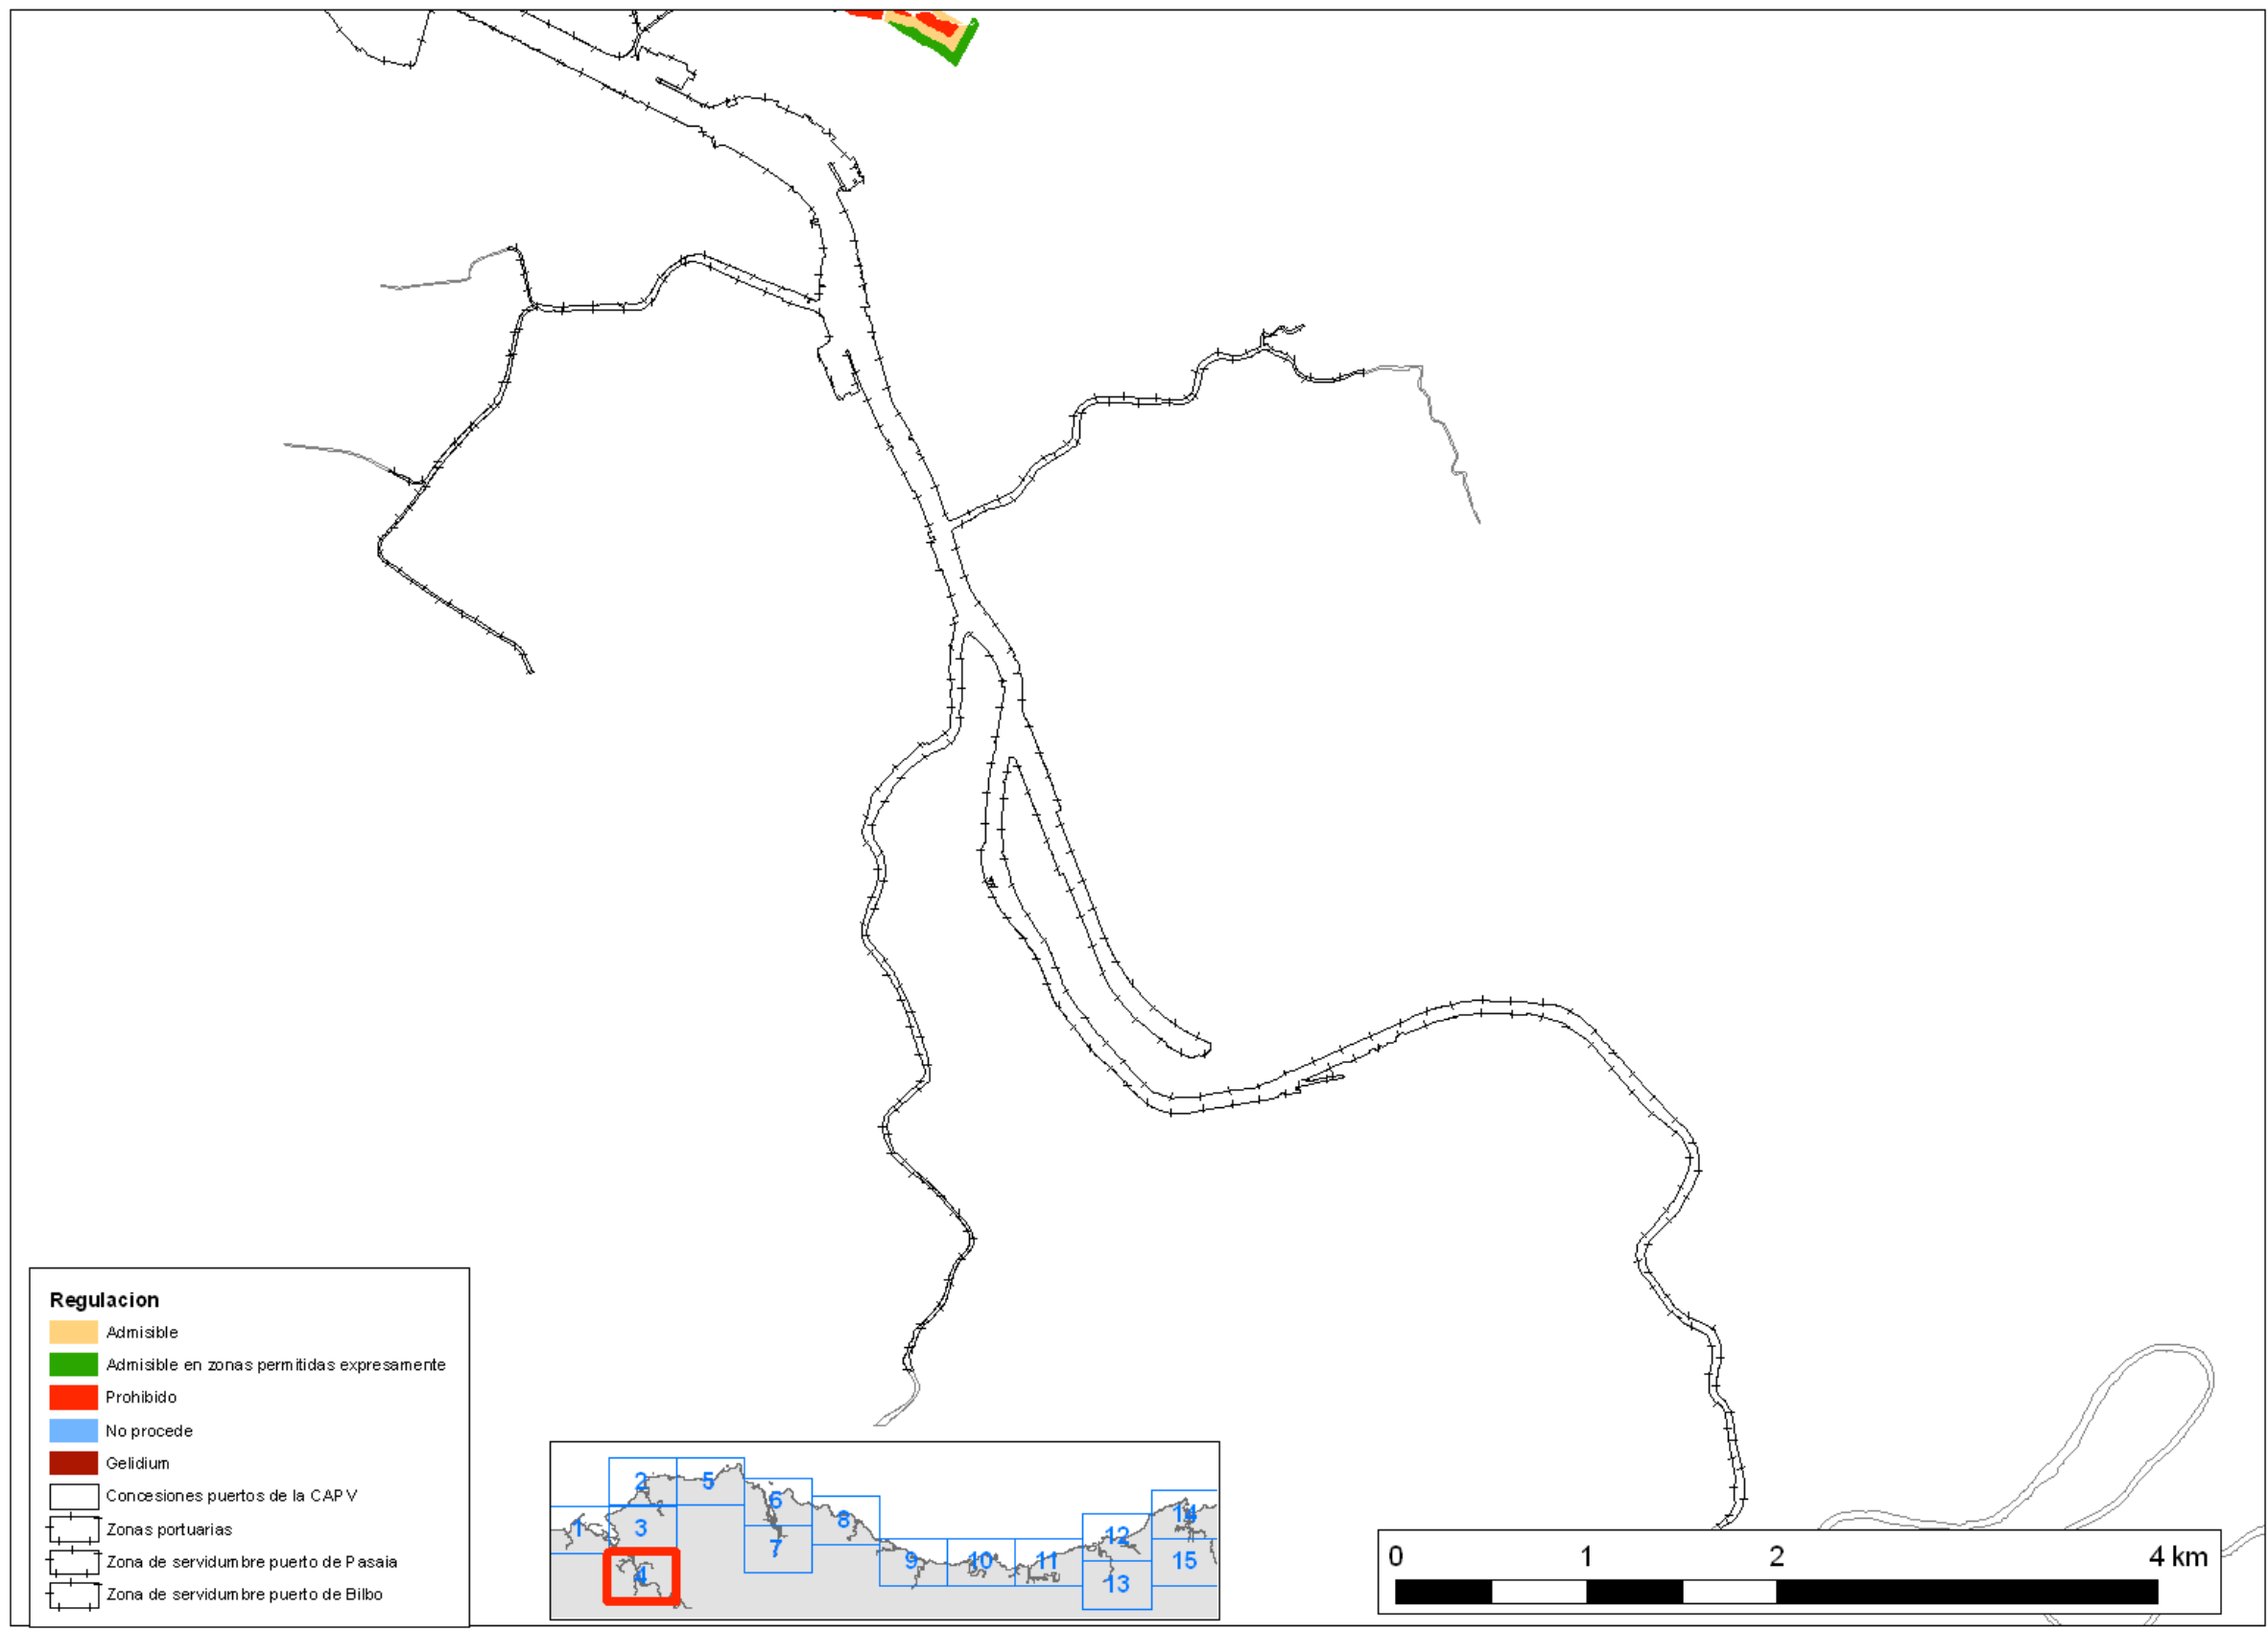 Regulacion
Admisible
Admisible en zonas permitidas expresamente
Prohibido
No procede
Gelidium
Concesiones puertos de la CAPV
Zonas portuarias
Zona de servidumbre puerto de Pasaia
Zona de servidumbre puerto de Bilbo
1
2
3
4
5
6
7
8
9
10
11
12
13
14
15
0 1 2 4 km